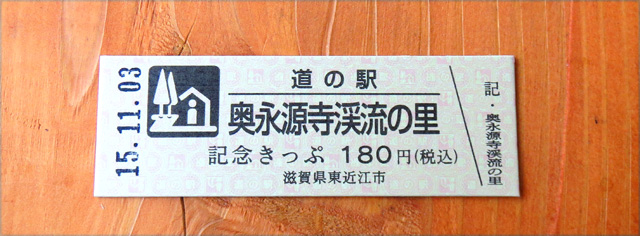 15.11.03
道の駅
奥永源寺渓流の里
記念きっぷ 180円(税込)
滋賀県東近江市
記・奥永源寺渓流の里